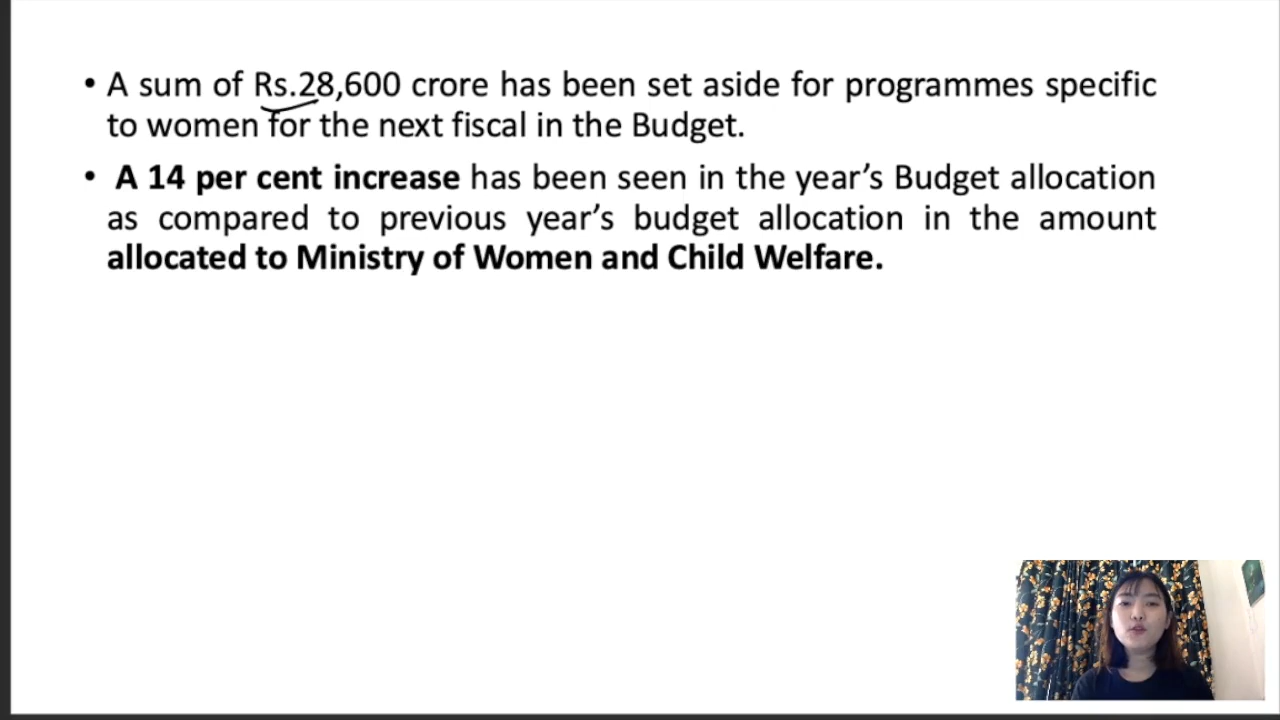 • A sum of Rs.28,600 crore has been set aside for programmes specific
to women for the next fiscal in the Budget.
• A 14 per cent increase has been seen in the year's Budget allocation
as compared to previous year's budget allocation in the amount
allocated to Ministry of Women and Child Welfare.